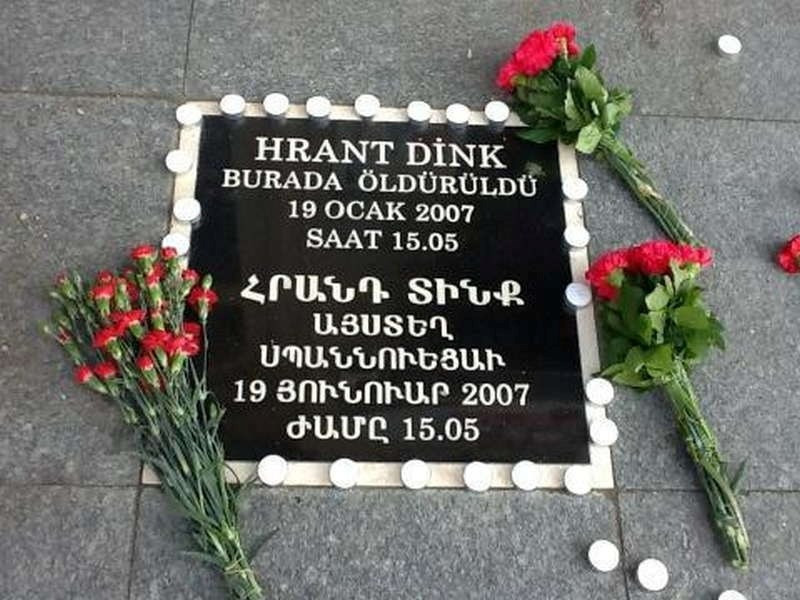 HRANT DİNK
BURADA ÖLDÜRÜLDÜ
19 OCAK 2007
SAAT 15.05
ՀՐԱՆԴ ՏԻՆՔ
ԱՅՍՏԵՂ
ՍՊԱՆՆՈՒԵՑԱՒ
19 ՅՈՒՆՈՒԱՐ 2007
ԺԱՄԸ 15.05